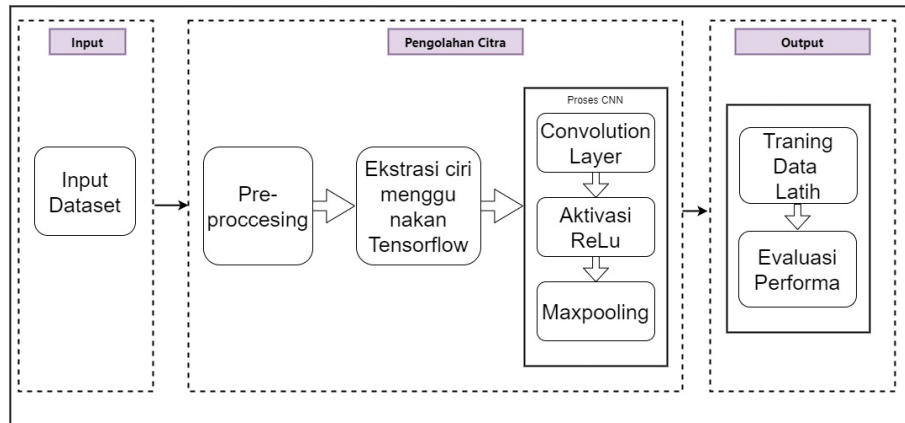 Input
Pengolahan Citra
Output
Input
Dataset
Pre-
proccesing
Ekstrasi ciri
menggu
nakan
Tensorflow
Proses CNN
Convolution
Layer
Aktivasi
ReLu
Maxpooling
Traning
Data
Latih
Evaluasi
Performa